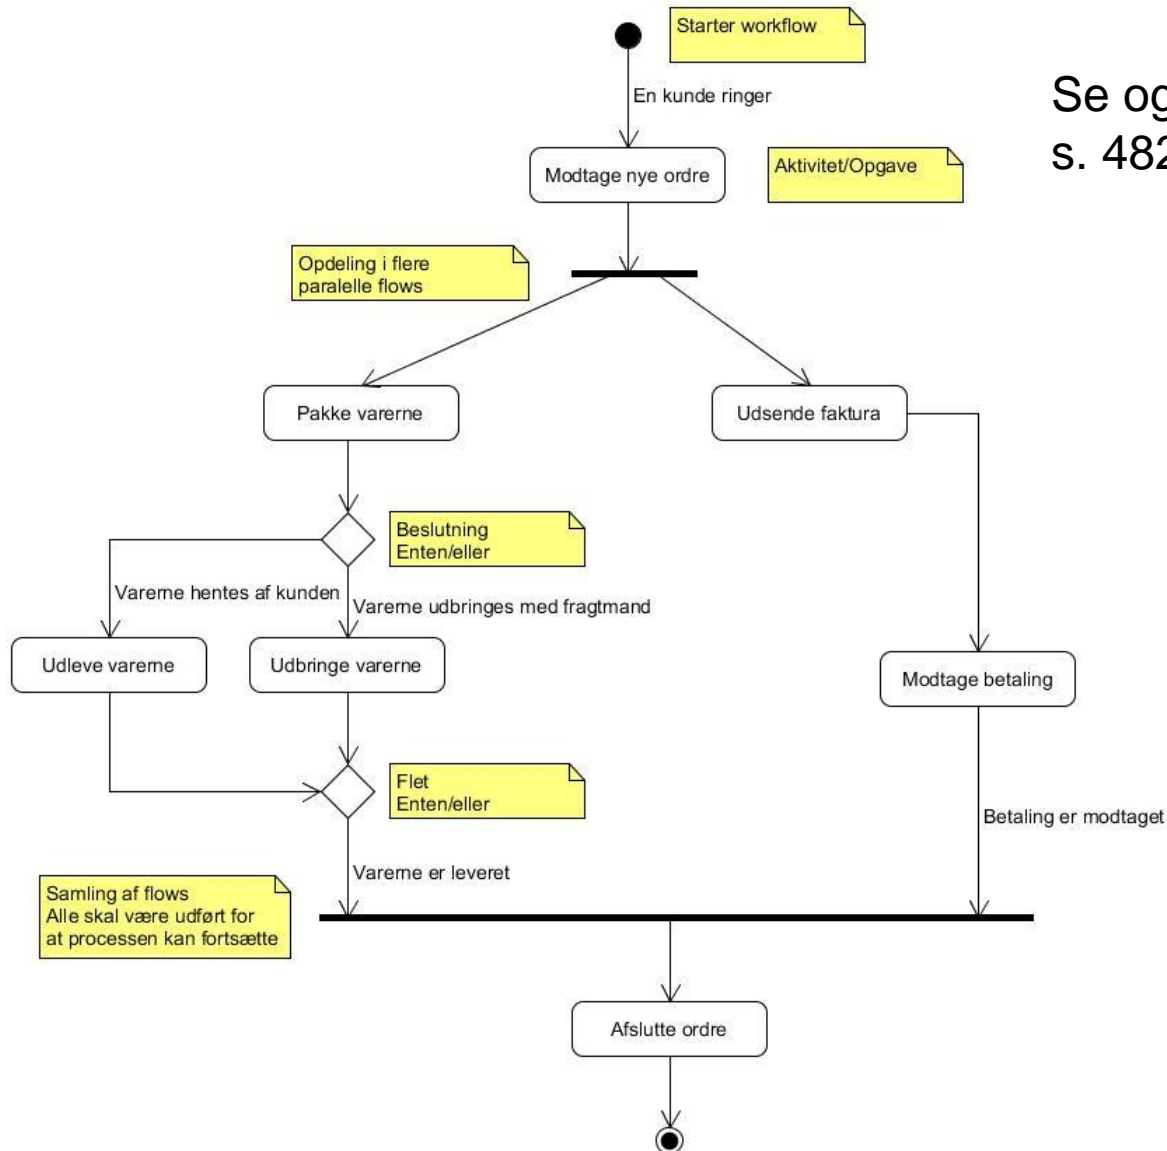 Starter workflow
En kunde ringer
Se og
s. 482
Modtage nye ordre
Aktivitet/Opgave
Opdeling i flere
paralelle flows
Pakke varerne
Udsende faktura
Beslutning
Enten/eller
Varerne hentes af kunden
Varerne udbringes med fragtmand
Udleve varerne
Udbringe varerne
Modtage betaling
Flet
Enten/eller
Betaling er modtaget
Varerne er leveret
Samling af flows
Alle skal være udført for
at processen kan fortsætte
Afslutte ordre